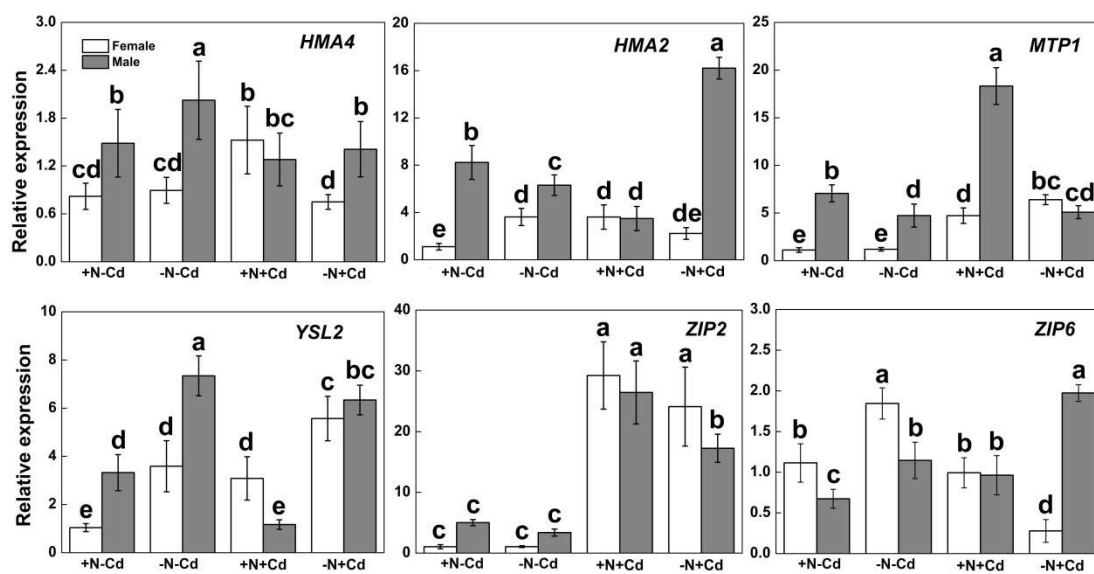 Relative expression
3.0
2.4
1.8
1.2
0.6
0.0
HMA4
Female
Male
cd
b
cd
a
b
bc
d
b
+N-Cd -N-Cd +N+Cd -N+Cd
20
16
12
8
4
0
HMA2
e
b
d
c
d
d
de
a
+N-Cd -N-Cd +N+Cd -N+Cd
25
20
15
10
5
0
MTP1
e
b
e
d
d
a
bc
cd
+N-Cd -N-Cd +N+Cd -N+Cd
Relative expression
10
8
6
4
2
0
YSL2
e
d
d
a
d
e
c
bc
+N-Cd -N-Cd +N+Cd -N+Cd
40
30
20
10
0
ZIP2
c
c
c
c
a
a
a
b
+N-Cd -N-Cd +N+Cd -N+Cd
3.0
2.5
2.0
1.5
1.0
0.5
0.0
ZIP6
b
c
a
b
b
b
d
a
+N-Cd -N-Cd +N+Cd -N+Cd